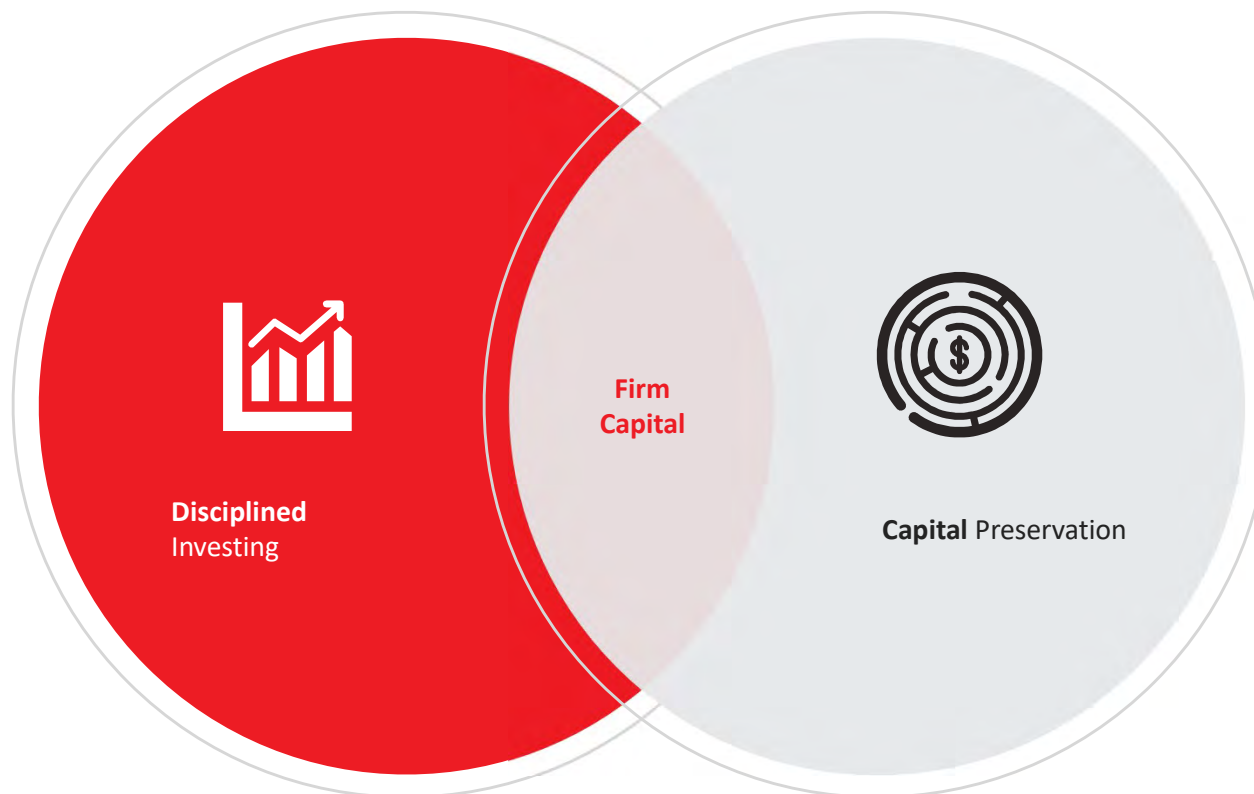 Firm
Capital
Disciplined
Investing
Capital Preservation
$